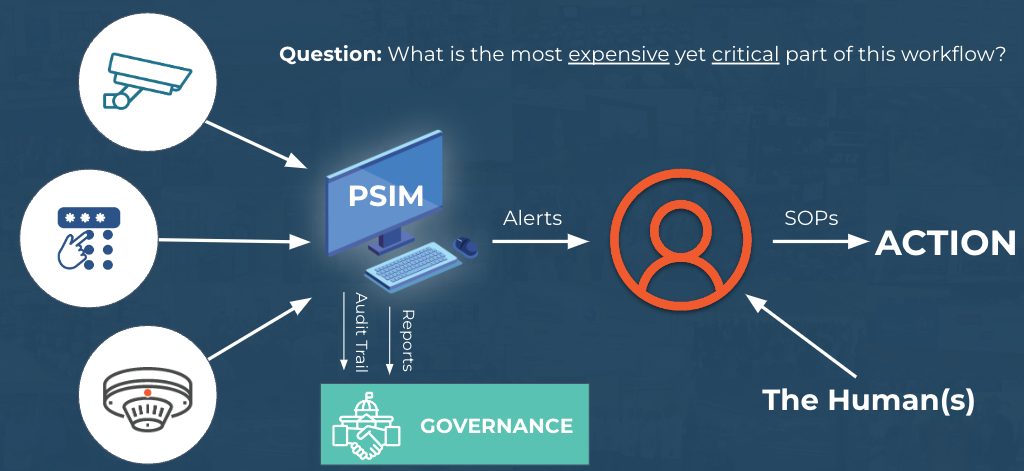 Question: What is the most expensive yet critical part of this workflow?
PSIM
Alerts
SOPs
ACTION
Audit Trail
Reports
The Human(s)
GOVERNANCE